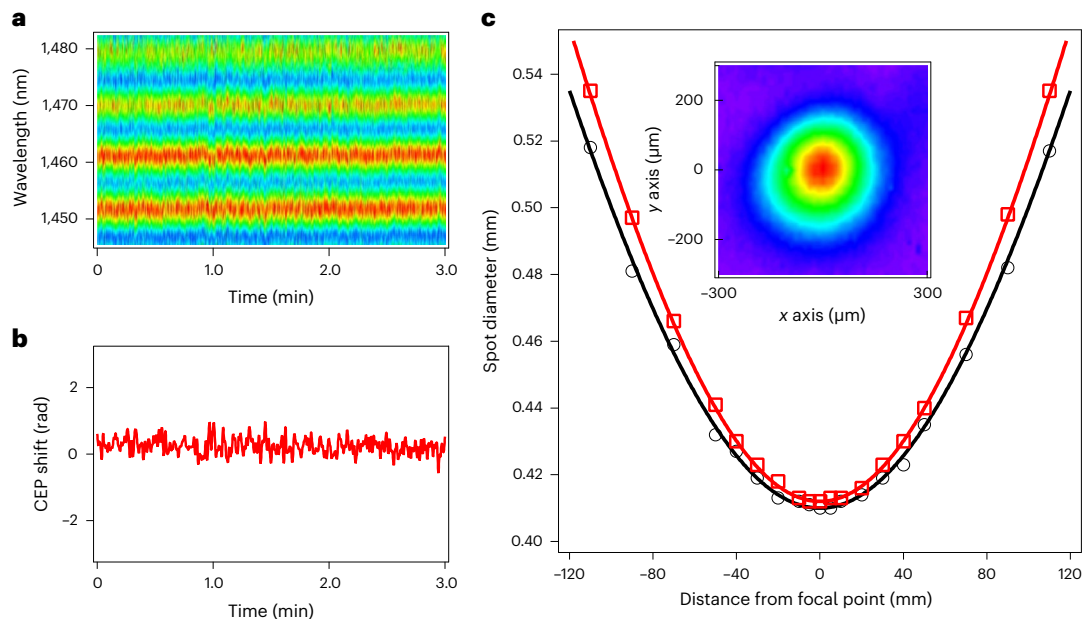 a
Wavelength (nm)
1,480
1,470
1,460
1,450
0 1.0 2.0 3.0
Time (min)
b
CEP shift (rad)
2
0
−2
0 1.0 2.0 3.0
Time (min)
c
Spot diameter (mm)
0.54
0.52
0.50
0.48
0.46
0.44
0.42
0.40
−120 −80 −40 0 40 80 120
Distance from focal point (mm)
y axis (µm)
200
0
−200
−300 300
x axis (µm)